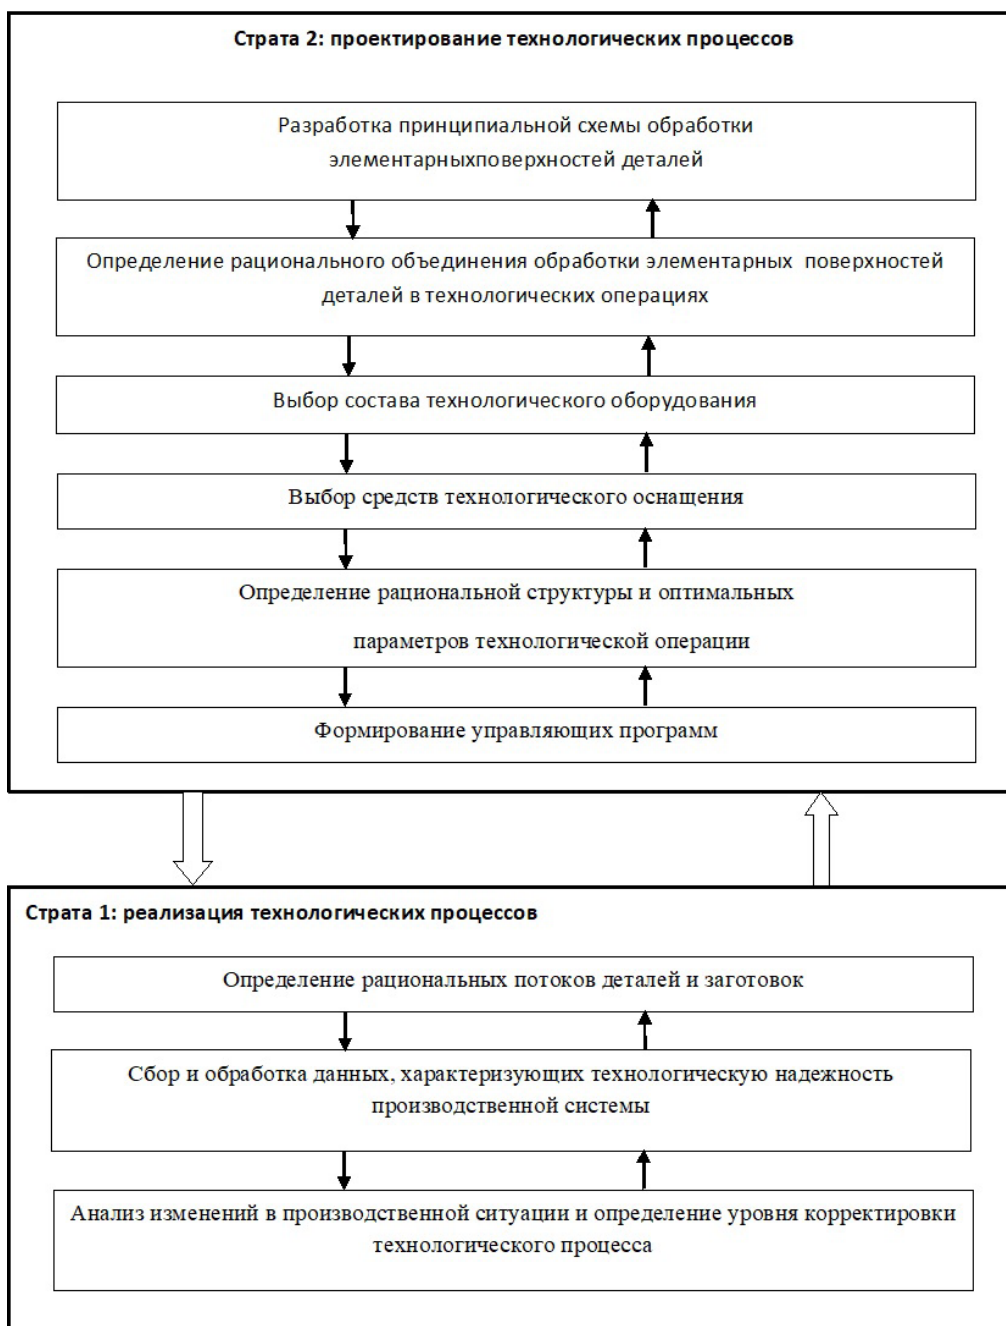 Страта 2: проектирование технологических процессов
Разработка принципиальной схемы обработки
элементарныхповерхностей деталей
Определение рационального объединения обработки элементарных поверхностей
деталей в технологических операциях
Выбор состава технологического оборудования
Выбор средств технологического оснащения
Определение рациональной структуры и оптимальных
параметров технологической операции
Формирование управляющих программ
Страта 1: реализация технологических процессов
Определение рациональных потоков деталей и заготовок
Сбор и обработка данных, характеризующих технологическую надежность
производственной системы
Анализ изменений в производственной ситуации и определение уровня корректировки
технологического процесса